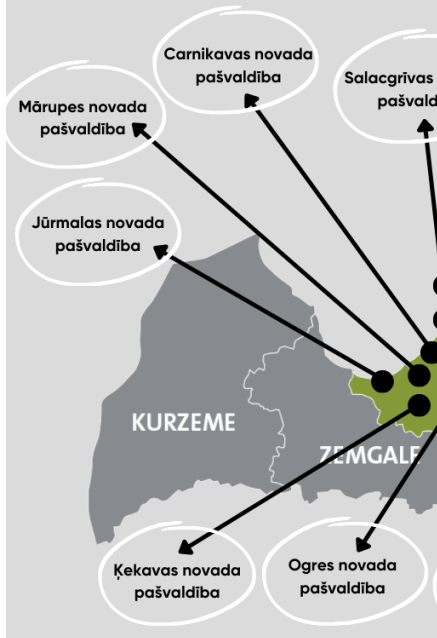 Carnikavas novada
pašvaldība
Salacgrīvas
pašvald
Mārupes novada
pašvaldība
Jūrmalas novada
pašvaldība
KURZEME
ZEMGALE
Ķekavas novada
pašvaldība
Ogres novada
pašvaldība